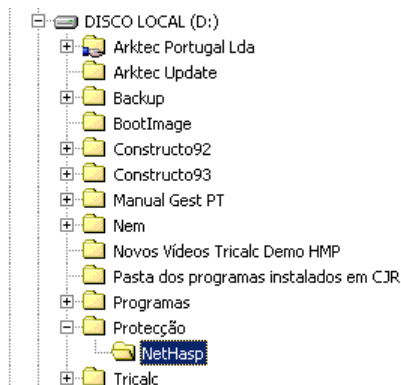 DISCO LOCAL (D:)
Arktec Portugal Lda
Arktec Update
Backup
BootImage
Constructo92
Constructo93
Manual Gest PT
Nem
Novos Vídeos Tricalc Demo HMP
Pasta dos programas instalados em CJR
Programas
Protecção
NetHasp
Tricalc